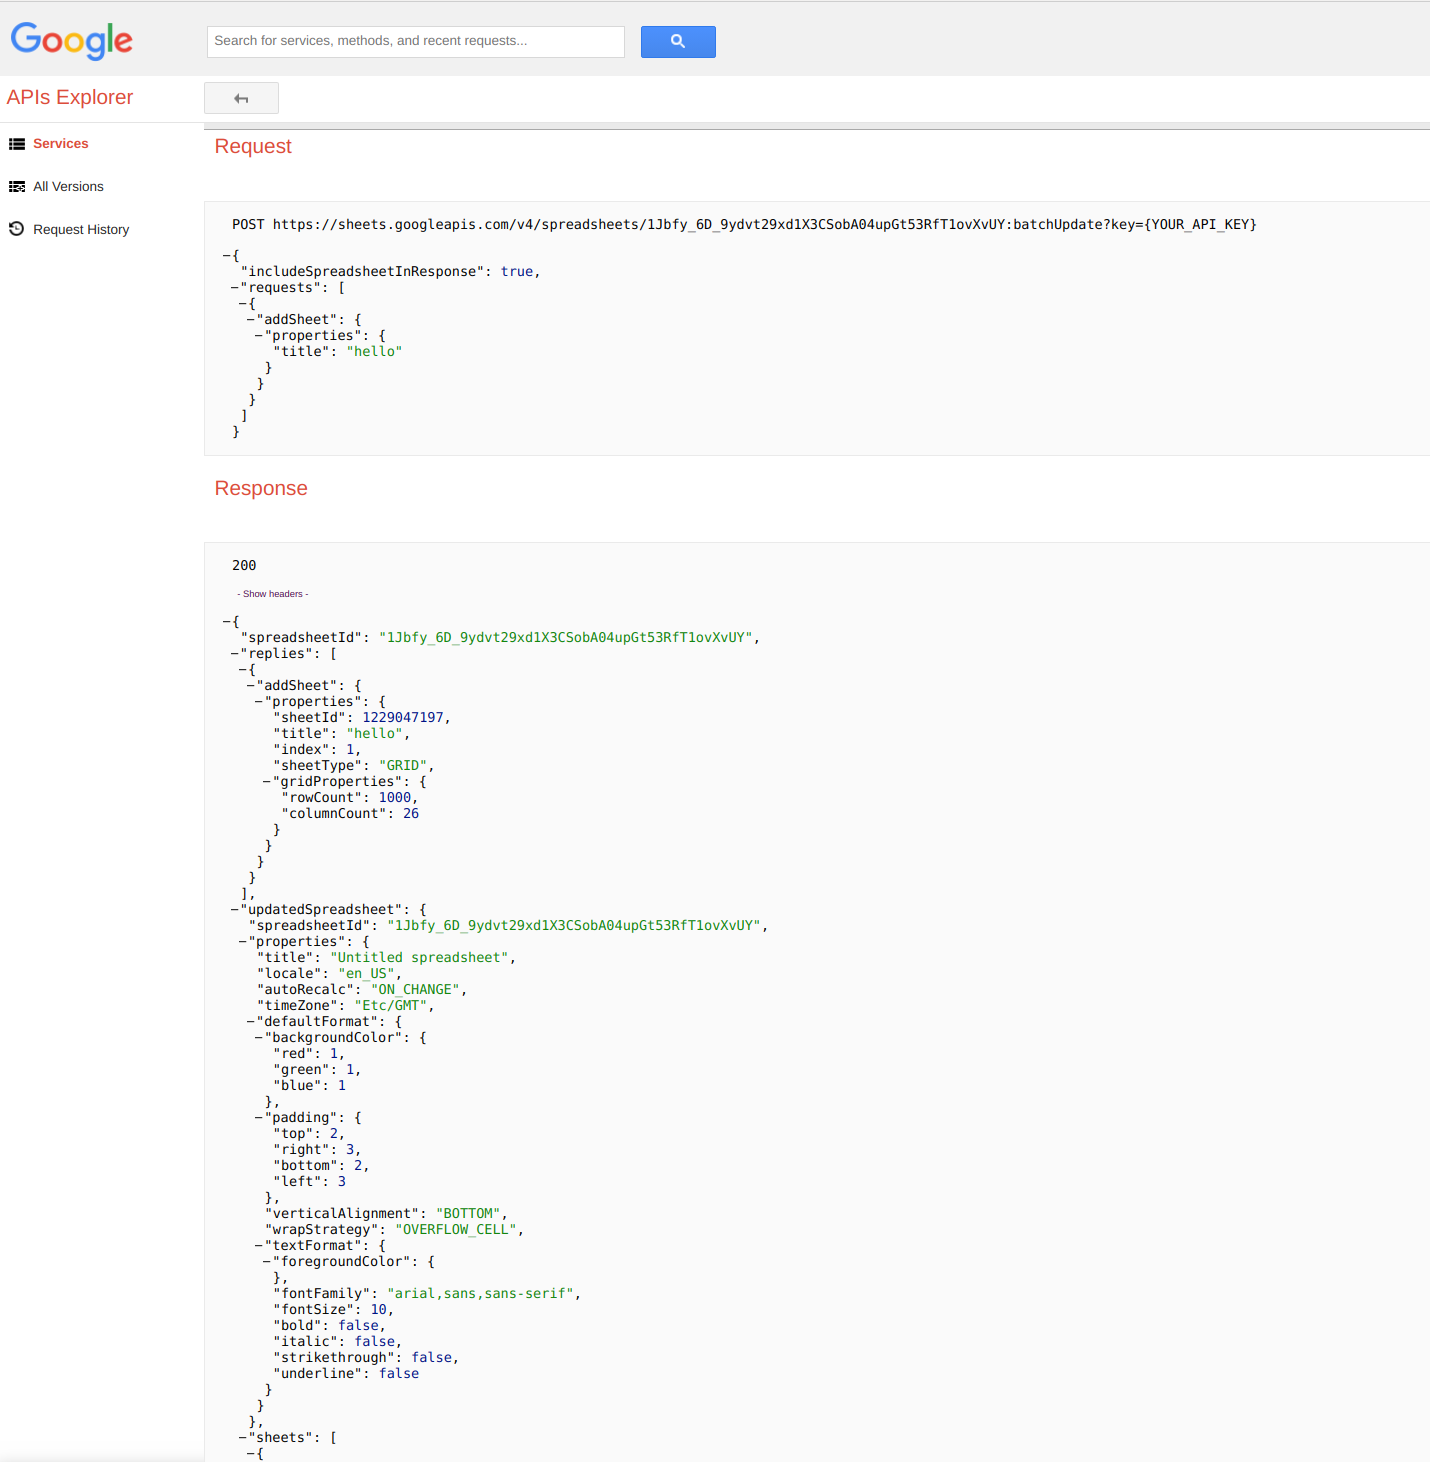 Google
Search for services, methods, and recent requests...
APIs Explorer
Services
All Versions
Request History
Request
POST https://sheets.googleapis.com/v4/spreadsheets/1Jbfy_6D_9ydvt29xd1X3CSobA04upGt53RfT1ovXvUY:batchUpdate?key={YOUR_API_KEY}
−{
"includeSpreadsheetInResponse": true,
−"requests": [
−{
−"addSheet": {
−"properties": {
"title": "hello"
}
}
}
]
}
Response
200
- Show headers -
−{
"spreadsheetId": "1Jbfy_6D_9ydvt29xd1X3CSobA04upGt53RfT1ovXvUY",
−"replies": [
−{
−"addSheet": {
−"properties": {
"sheetId": 1229047197,
"title": "hello",
"index": 1,
"sheetType": "GRID",
−"gridProperties": {
"rowCount": 1000,
"columnCount": 26
}
}
}
}
],
−"updatedSpreadsheet": {
"spreadsheetId": "1Jbfy_6D_9ydvt29xd1X3CSobA04upGt53RfT1ovXvUY",
−"properties": {
"title": "Untitled spreadsheet",
"locale": "en_US",
"autoRecalc": "ON_CHANGE",
"timeZone": "Etc/GMT",
−"defaultFormat": {
−"backgroundColor": {
"red": 1,
"green": 1,
"blue": 1
},
−"padding": {
"top": 2,
"right": 3,
"bottom": 2,
"left": 3
},
"verticalAlignment": "BOTTOM",
"wrapStrategy": "OVERFLOW_CELL",
−"textFormat": {
−"foregroundColor": {
},
"fontFamily": "arial,sans,sans-serif",
"fontSize": 10,
"bold": false,
"italic": false,
"strikethrough": false,
"underline": false
}
}
},
−"sheets": [
−{